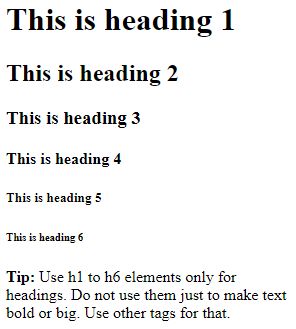 This is heading 1
This is heading 2
This is heading 3
This is heading 4
This is heading 5
This is heading 6
Tip: Use h1 to h6 elements only for
headings. Do not use them just to make text
bold or big. Use other tags for that.